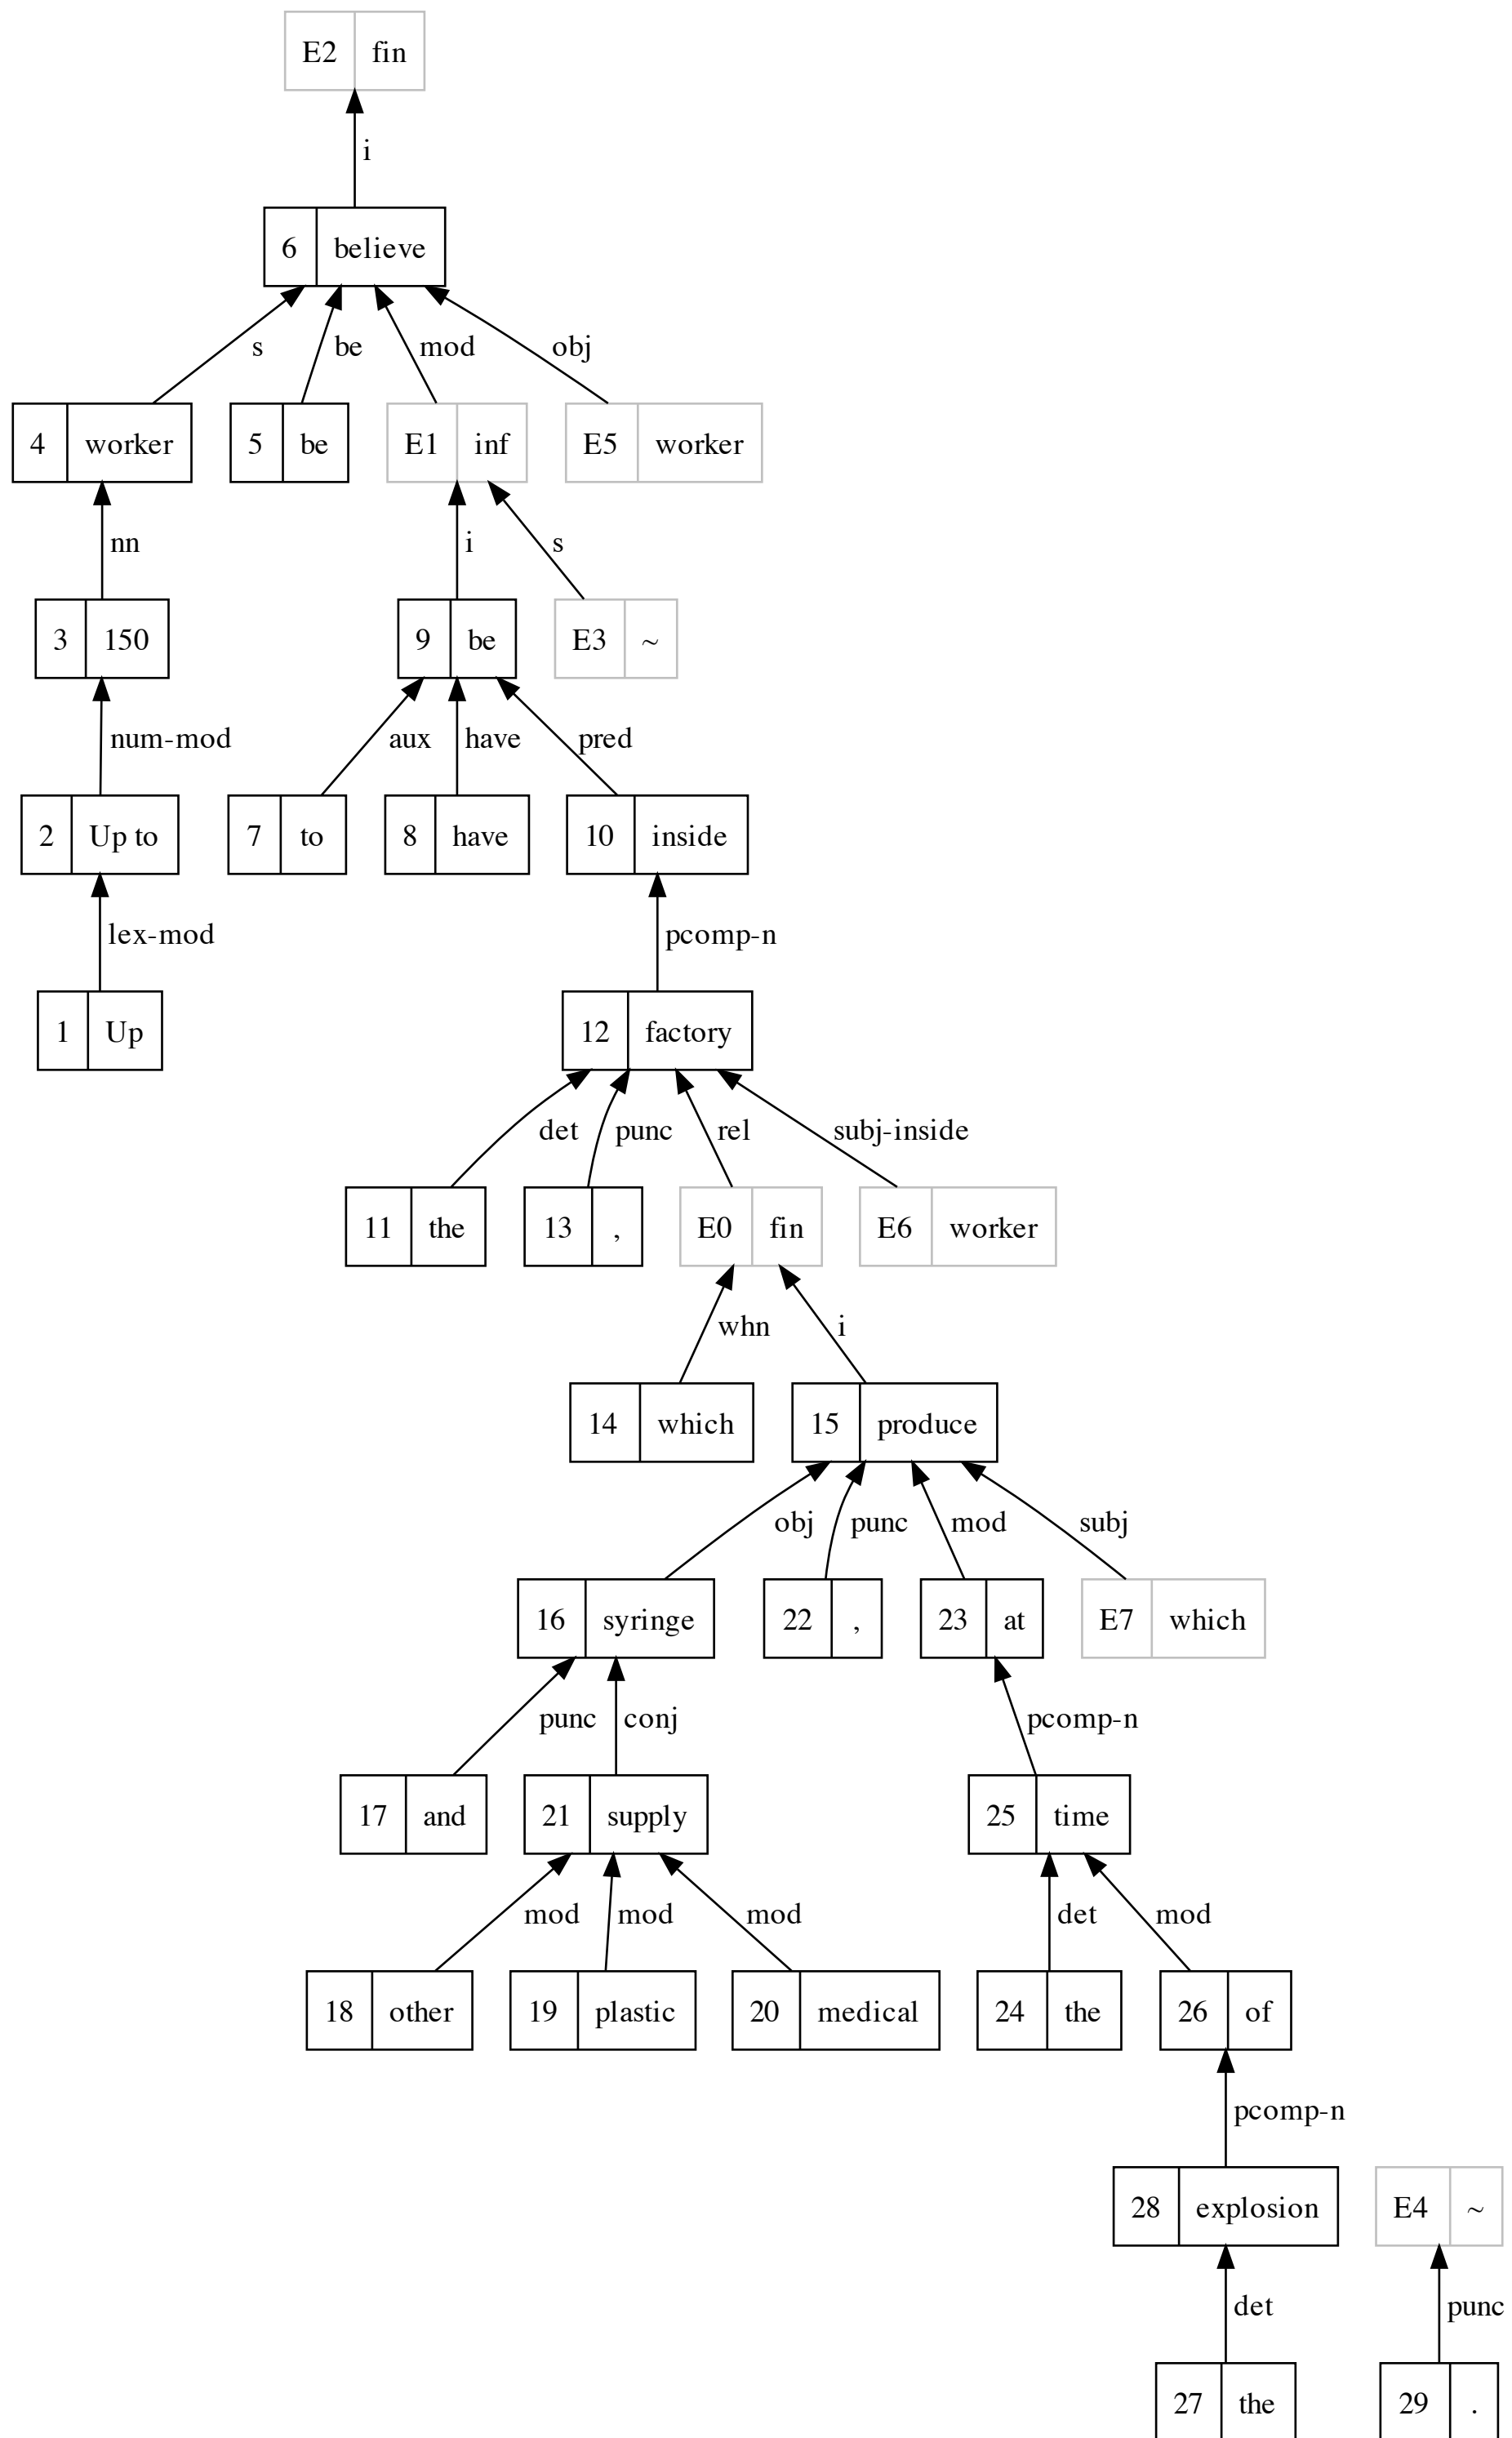 E2 fin
i
6 believe
s be mod obj
4 worker 5 be E1 inf E5 worker
nn i s
3 150 9 be E3 ~
num-mod aux have pred
2 Up to 7 to 8 have 10 inside
lex-mod pcomp-n
1 Up 12 factory
det punc rel subj-inside
11 the 13 , E0 fin E6 worker
whn i
14 which 15 produce
obj punc mod subj
16 syringe 22 , 23 at E7 which
punc conj pcomp-n
17 and 21 supply 25 time
mod mod mod det mod
18 other 19 plastic 20 medical 24 the 26 of
pcomp-n
28 explosion E4 ~
det punc
27 the 29 .